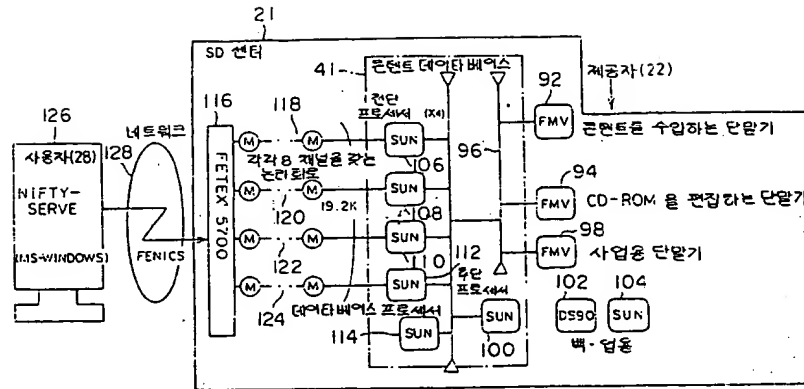 21
SD 센터
41
콘텐트 데이타 베이스
제공자(22)
126
116
118
전단
프로세서
(X4)
92
네트워크
FMV
콘텐트를 수입하는 단말기
사용자(28)
128
M
M
SUN
96
각각 8 채널을 갖는
논리 회로
106
NIFTY-
SERVE
FETEX 5700
M
M
SUN
94
FMV
CD-ROM 을 편집하는 단말기
120
19.2K
108
98
(MS-WINDOWS)
FENICS
M
M
SUN
112
FMV
사업용 단말기
122
110
주단
프로세서
M
M
SUN
102
104
124
데이타베이스 프로세서
SUN
DS90
SUN
114
SUN
100
백-업용